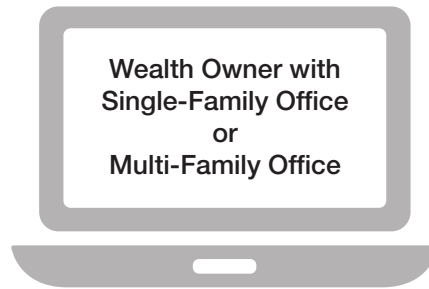 Wealth Owner with
Single-Family Office
or
Multi-Family Office